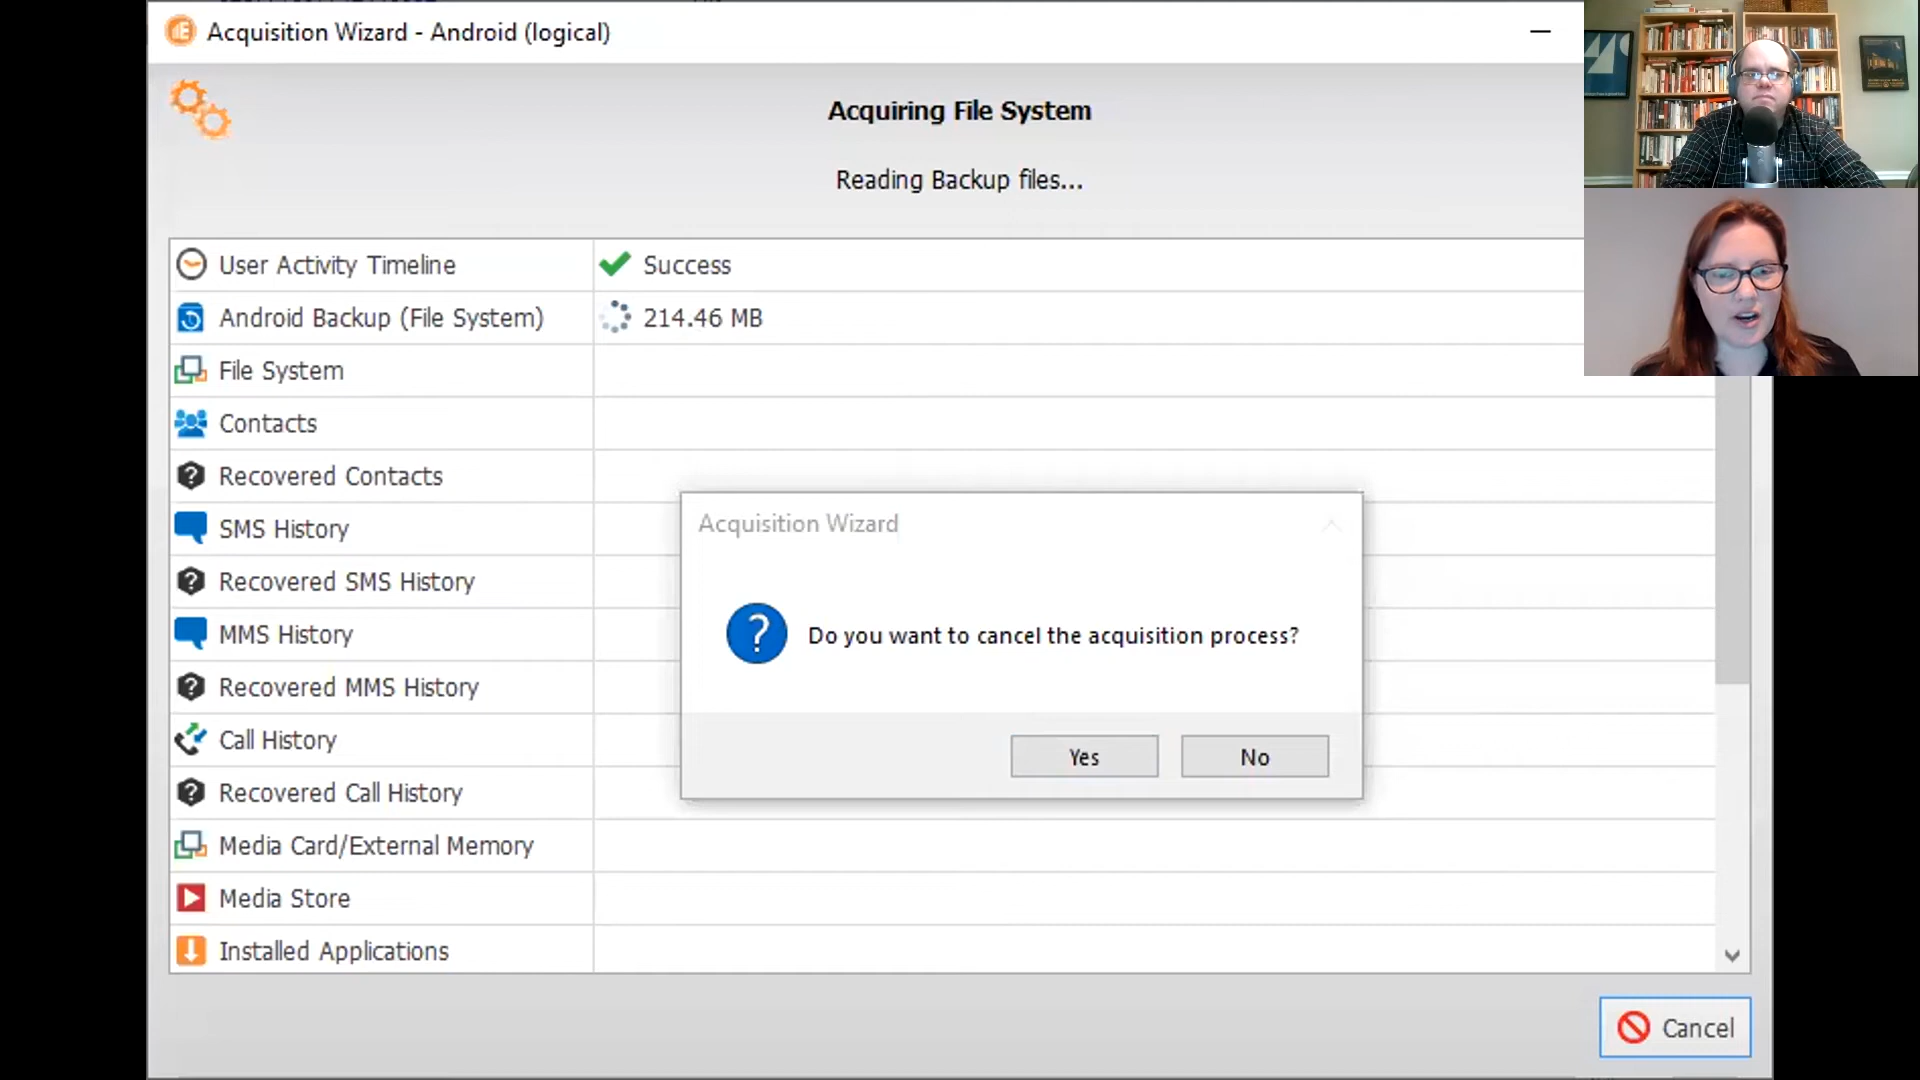 Acquisition Wizard - Android (logical)
Acquiring File System
Reading Backup files...
User Activity Timeline
Success
Android Backup (File System)
214.46 MB
File System
Contacts
Recovered Contacts
SMS History
Recovered SMS History
MMS History
Recovered MMS History
Call History
Recovered Call History
Media Card/External Memory
Media Store
Installed Applications
Acquisition Wizard
Do you want to cancel the acquisition process?
Yes
No
Cancel